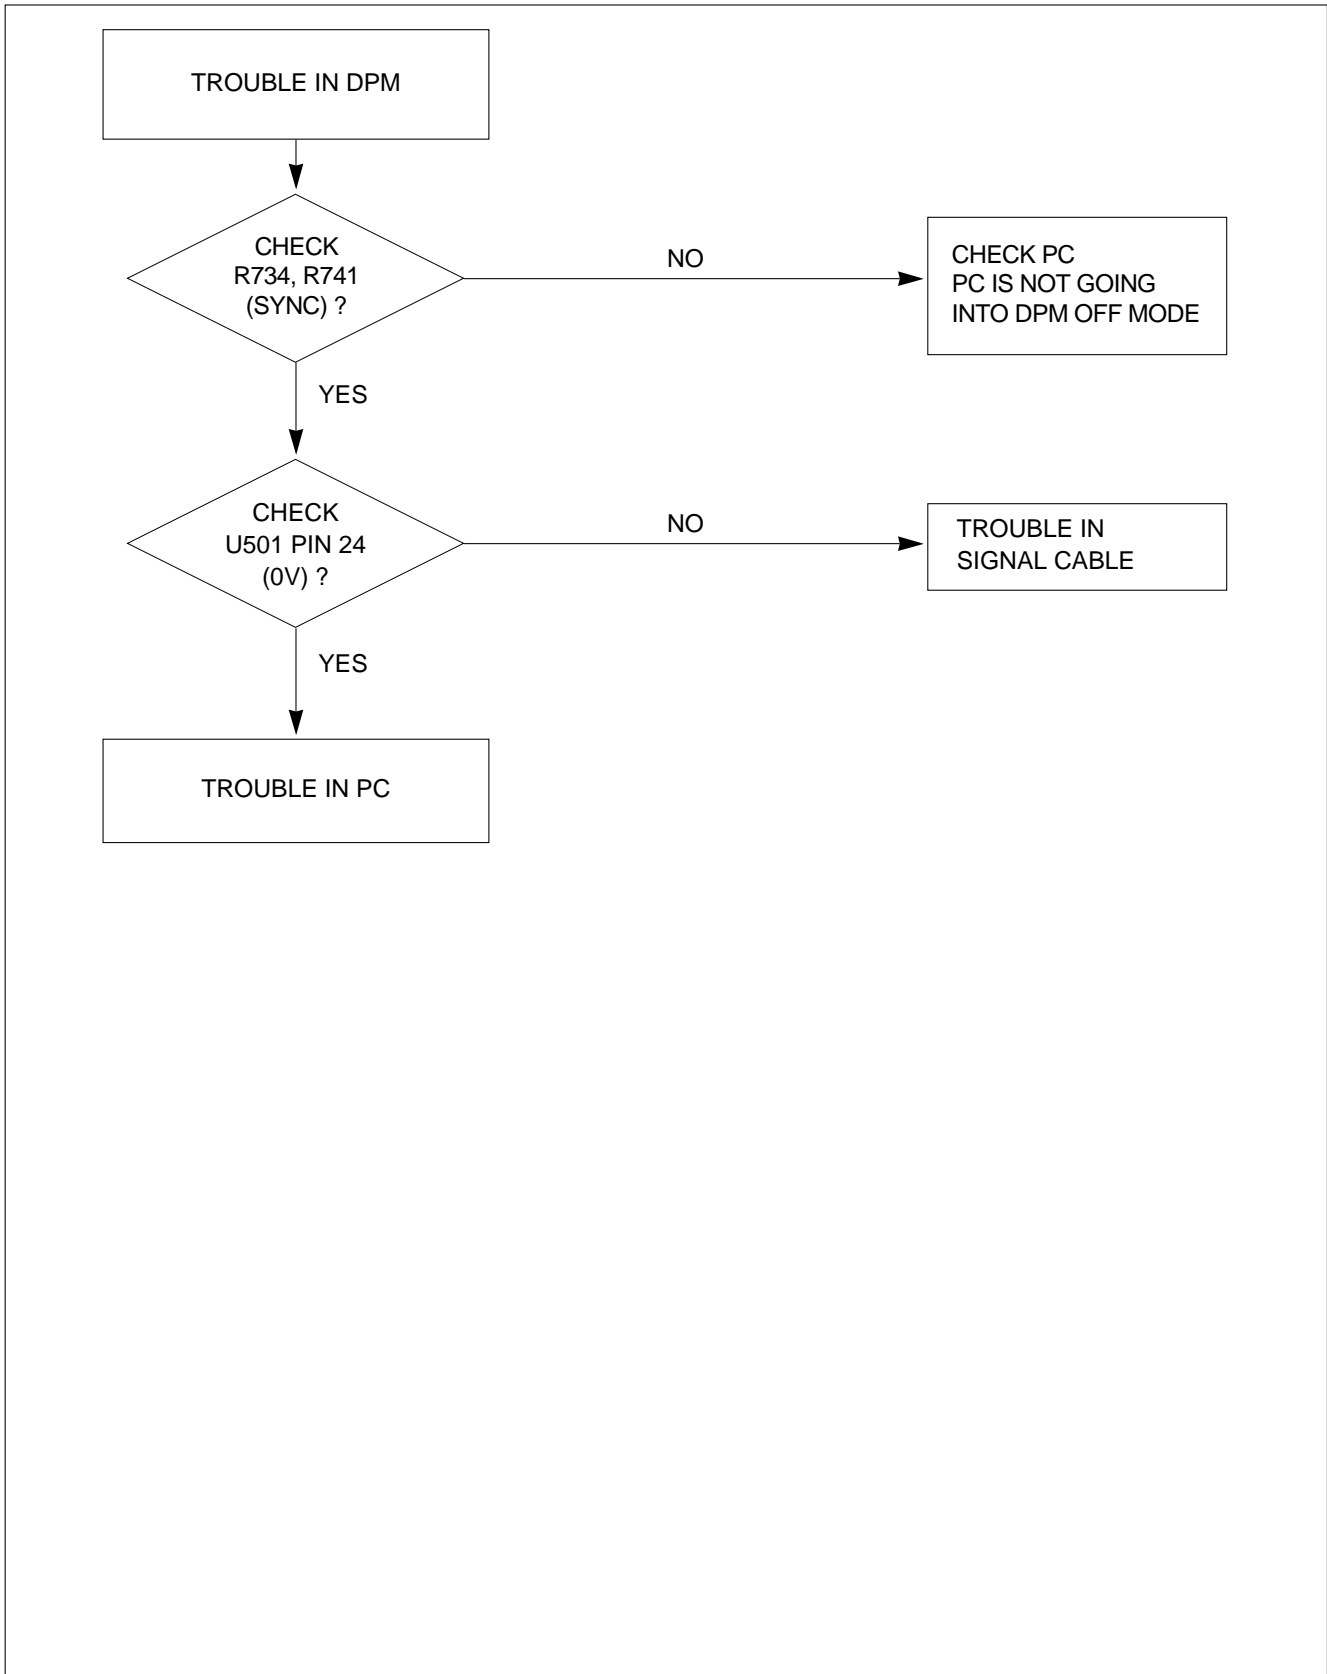 TROUBLE IN DPM
CHECK
R734, R741
(SYNC) ?
NO
CHECK PC
PC IS NOT GOING
INTO DPM OFF MODE
YES
CHECK
U501 PIN 24
(0V) ?
NO
TROUBLE IN
SIGNAL CABLE
YES
TROUBLE IN PC